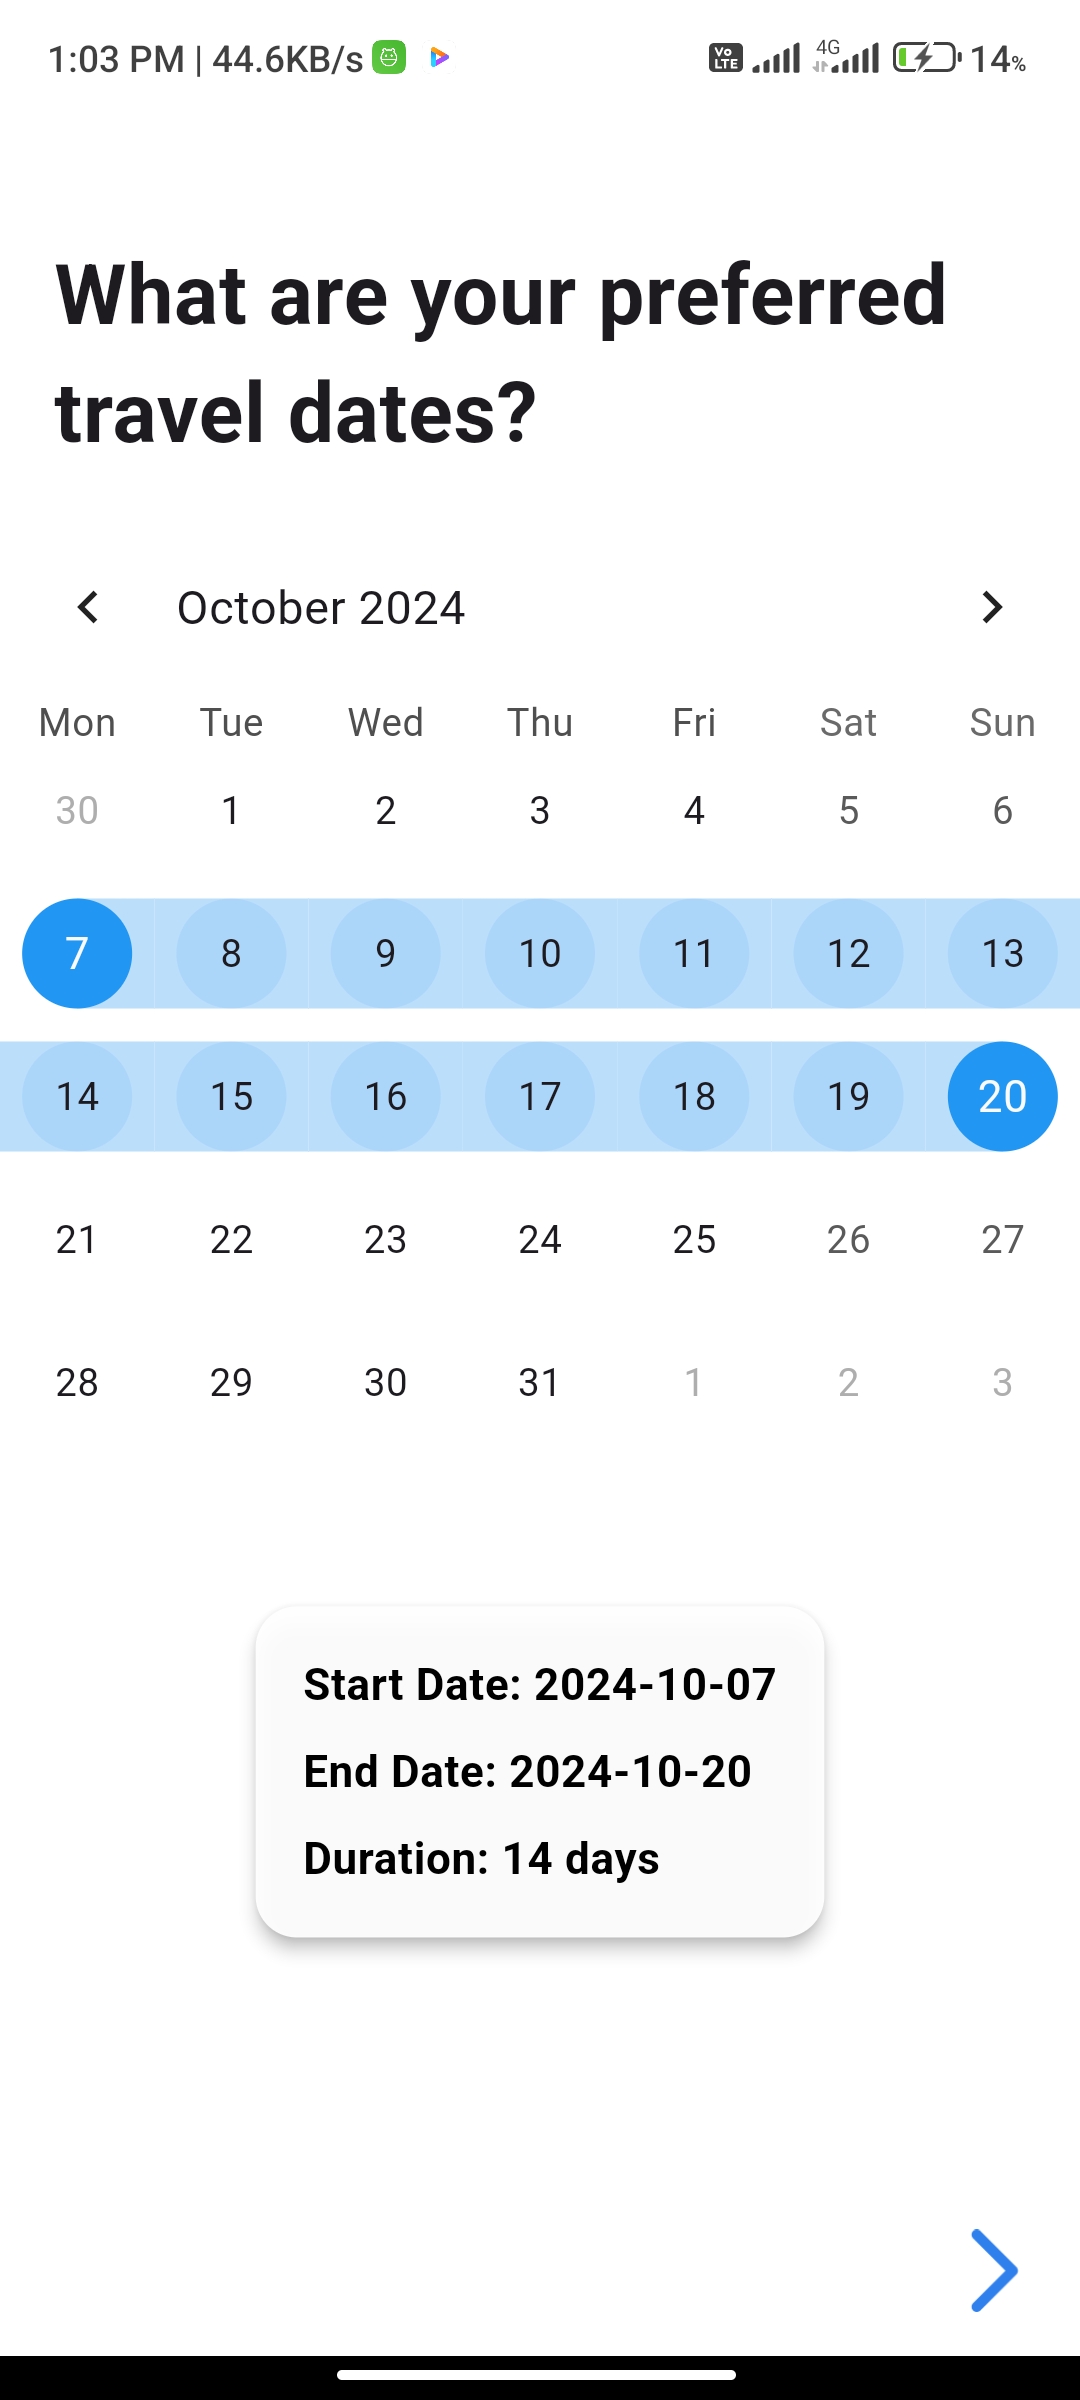 1:03 PM | 44.6KB/s Vo LTE 4G 14%
What are your preferred
travel dates?
October 2024
Mon Tue Wed Thu Fri Sat Sun
30 1 2 3 4 5 6
7 8 9 10 11 12 13
14 15 16 17 18 19 20
21 22 23 24 25 26 27
28 29 30 31 1 2 3
Start Date: 2024-10-07
End Date: 2024-10-20
Duration: 14 days